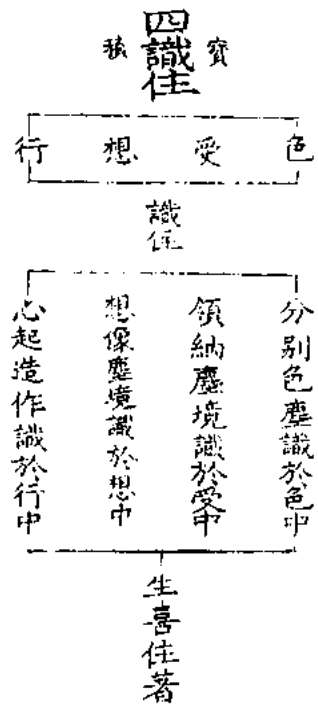 四識住
寶積
色受想行
識住
分別色塵識於色中
領納塵境識於受中
想像塵境識於想中
心起造作識於行中
生喜住著